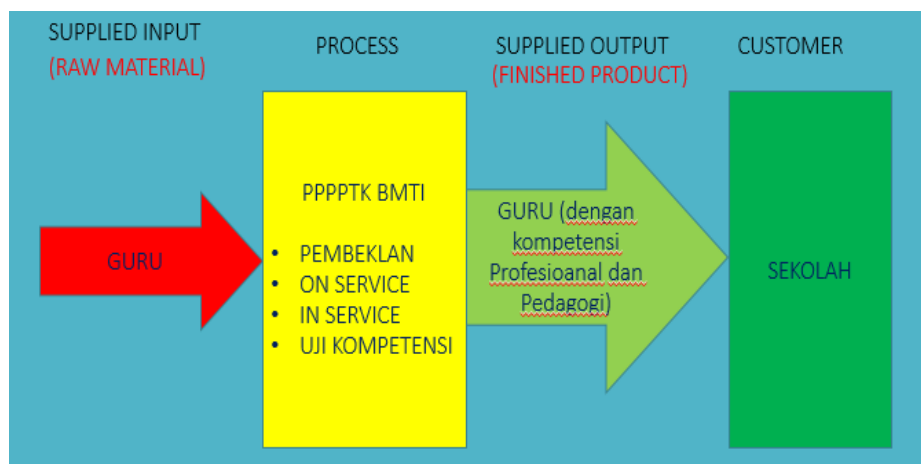 SUPPLIED INPUT
(RAW MATERIAL)
PROCESS
SUPPLIED OUTPUT
(FINISHED PRODUCT)
CUSTOMER
GURU
PPPPTK BMTI
• PEMBEKLAN
• ON SERVICE
• IN SERVICE
• UJI KOMPETENSI
GURU (dengan
kompetensi
Profesioanal dan
Pedagogi)
SEKOLAH